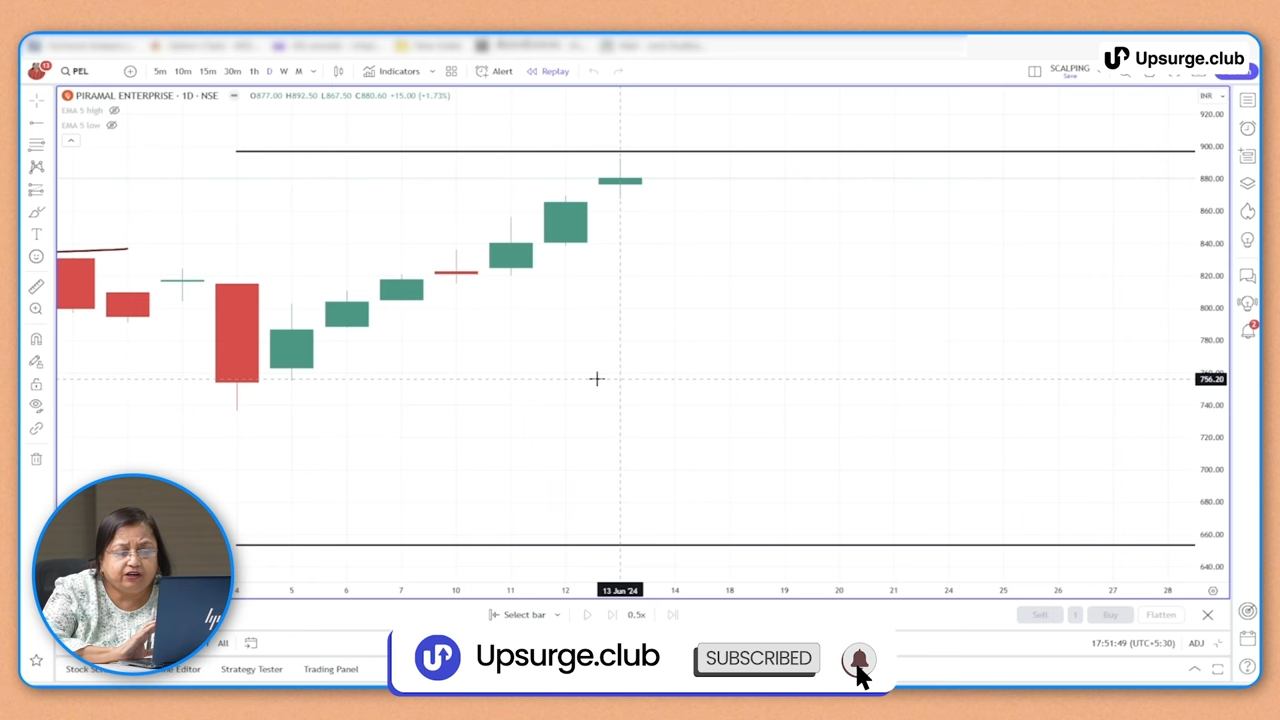 Upsurge.club
13
PEL
5m 10m 15m 30m 1h D W M
Indicators
Alert
Replay
SCALPING
Save
PIRAMAL ENTERPRISE · 1D · NSE
O877.00 H892.50 L867.50 C880.60 +15.00 (+1.73%)
INR
EMA 5 high
EMA 5 low
920.00
900.00
880.00
860.00
840.00
820.00
800.00
780.00
756.20
740.00
720.00
700.00
680.00
660.00
640.00
2
4 5 6 7 10 11 12 13 Jun '24 14 18 19 20 21 24 25 26 27 28
Select bar
0.5x
Sell 1 Buy Flatten
All
17:51:49 (UTC+5:30) ADJ
Strategy Tester
Trading Panel
hp
Upsurge.club
SUBSCRIBED